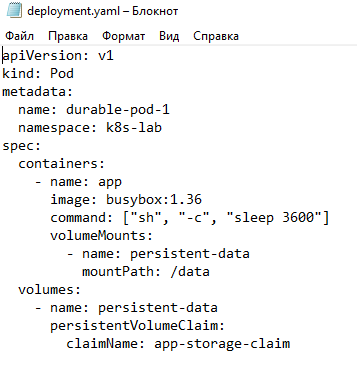 deployment.yaml – Блокнот
Файл Правка Формат Вид Справка
apiVersion: v1
kind: Pod
metadata:
  name: durable-pod-1
  namespace: k8s-lab
spec:
  containers:
    - name: app
      image: busybox:1.36
      command: ["sh", "-c", "sleep 3600"]
      volumeMounts:
        - name: persistent-data
          mountPath: /data
  volumes:
    - name: persistent-data
      persistentVolumeClaim:
        claimName: app-storage-claim